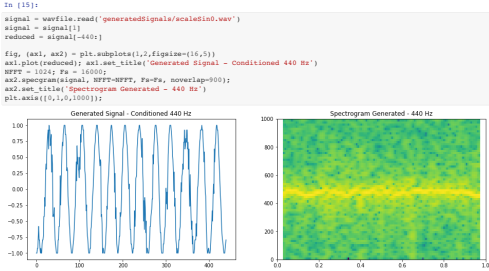 In [15]:
signal = wavfile.read('generatedSignals/scaleSin0.wav')
signal = signal[1]
reduced = signal[-440:]
fig, (ax1, ax2) = plt.subplots(1,2,figsize=(16,5))
ax1.plot(reduced); ax1.set_title('Generated Signal - Conditioned 440 Hz')
NFFT = 1024; Fs = 16000;
ax2.specgram(signal, NFFT=NFFT, Fs=Fs, noverlap=900);
ax2.set_title('Spectrogram Generated - 440 Hz')
plt.axis([0,1,0,1000]);
Generated Signal - Conditioned 440 Hz
1.00
0.75
0.50
0.25
0.00
−0.25
−0.50
−0.75
−1.00
0 100 200 300 400
Spectrogram Generated - 440 Hz
1000
800
600
400
200
0
0.0 0.2 0.4 0.6 0.8 1.0